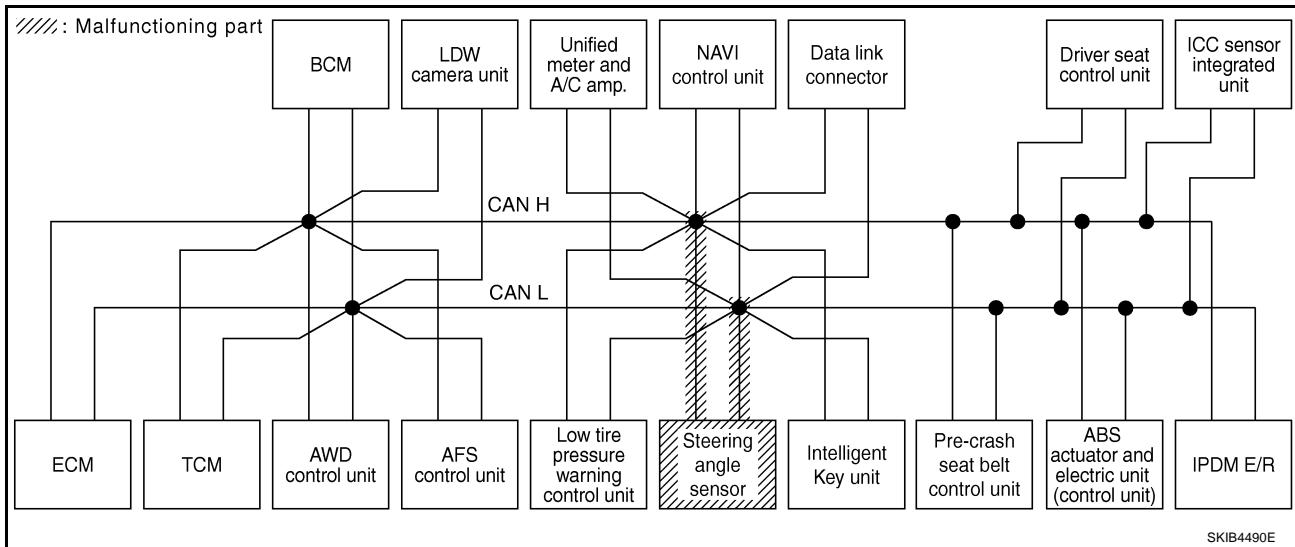 : Malfunctioning part
BCM
LDW
camera unit
Unified
meter and
A/C amp.
NAVI
control unit
Data link
connector
Driver seat
control unit
ICC sensor
integrated
unit
CAN H
CAN L
ECM
TCM
AWD
control unit
AFS
control unit
Low tire
pressure
warning
control unit
Steering
angle
sensor
Intelligent
Key unit
Pre-crash
seat belt
control unit
ABS
actuator and
electric unit
(control unit)
IPDM E/R
SKIB4490E